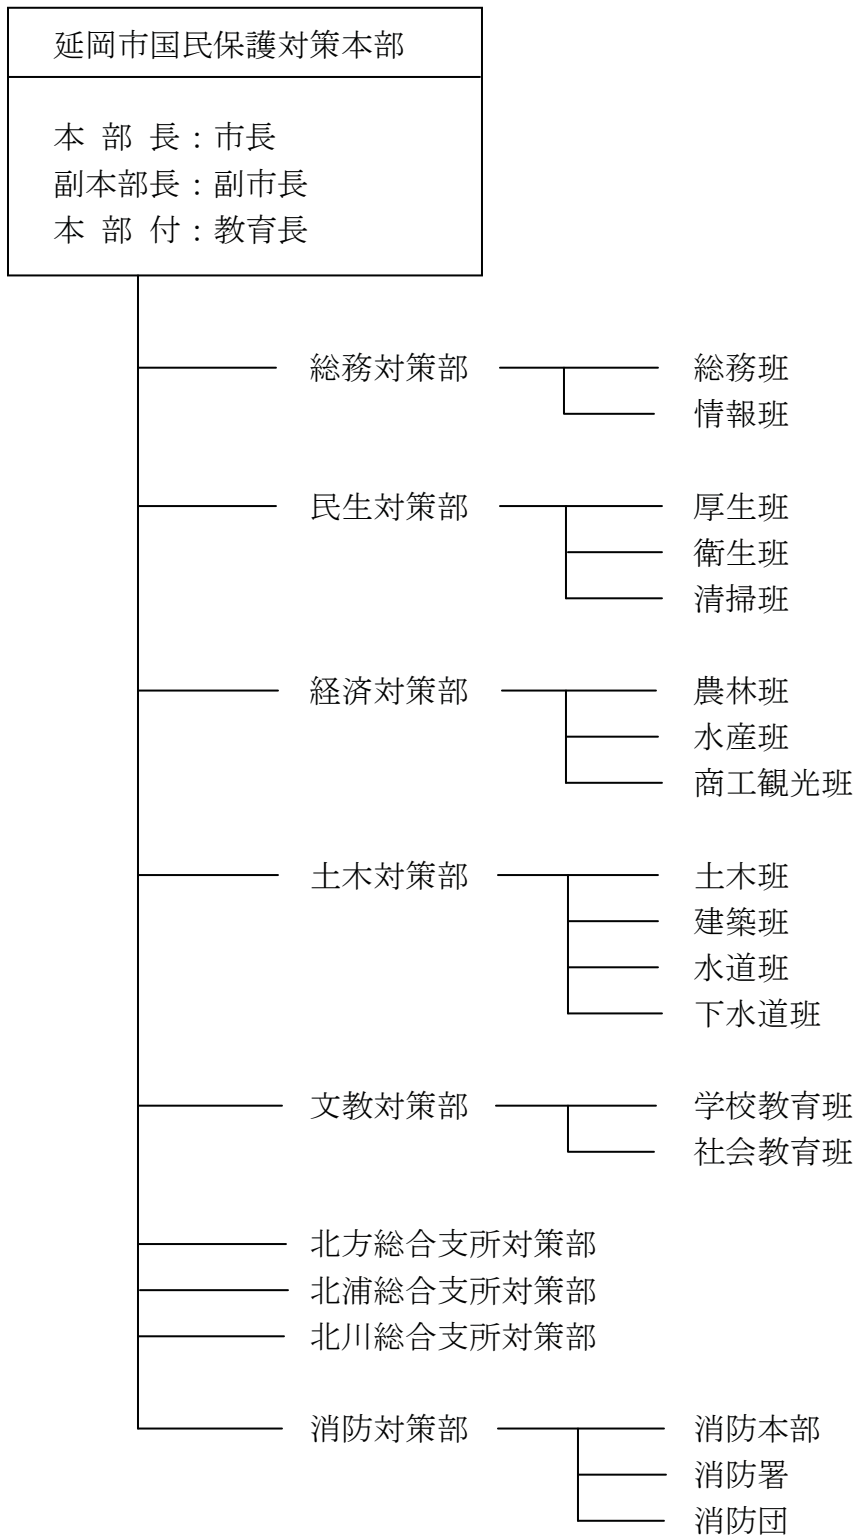 延岡市国民保護対策本部
本 部 長：市長
副本部長：副市長
本 部 付：教育長
総務対策部 総務班
情報班
民生対策部 厚生班
衛生班
清掃班
経済対策部 農林班
水産班
商工観光班
土木対策部 土木班
建築班
水道班
下水道班
文教対策部 学校教育班
社会教育班
北方総合支所対策部
北浦総合支所対策部
北川総合支所対策部
消防対策部 消防本部
消防署
消防団